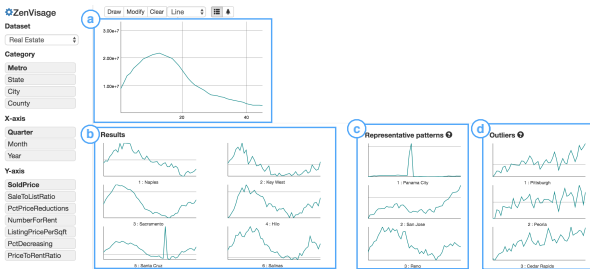 ZenVisage
Dataset
Real Estate
Category
Metro
State
City
County
X-axis
Quarter
Month
Year
Y-axis
SoldPrice
SaleToListRatio
PctPriceReductions
NumberForRent
ListingPricePerSqft
PctDecreasing
PriceToRentRatio
Draw Modify Clear Line
a
3.00e+7
2.00e+7
1.00e+7
20 40
b Results
1 : Naples 2 : Key West
3 : Sacramento 4 : Hilo
5 : Santa Cruz 6 : Salinas
c Representative patterns ?
1 : Panama City
2 : San Jose
3 : Reno
d Outliers ?
1 : Pittsburgh
2 : Peoria
3 : Cedar Rapids